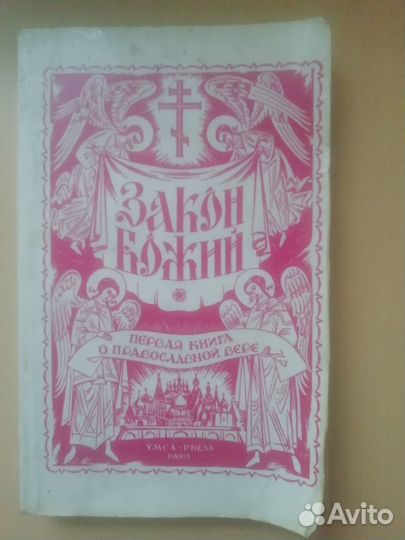 ЗАКОН
БОЖИЙ
ПЕРВАЯ КНИГА
О ПРАВОСЛАВНОЙ ВЕРЕ
YMCA-PRESS
PARIS
Avito